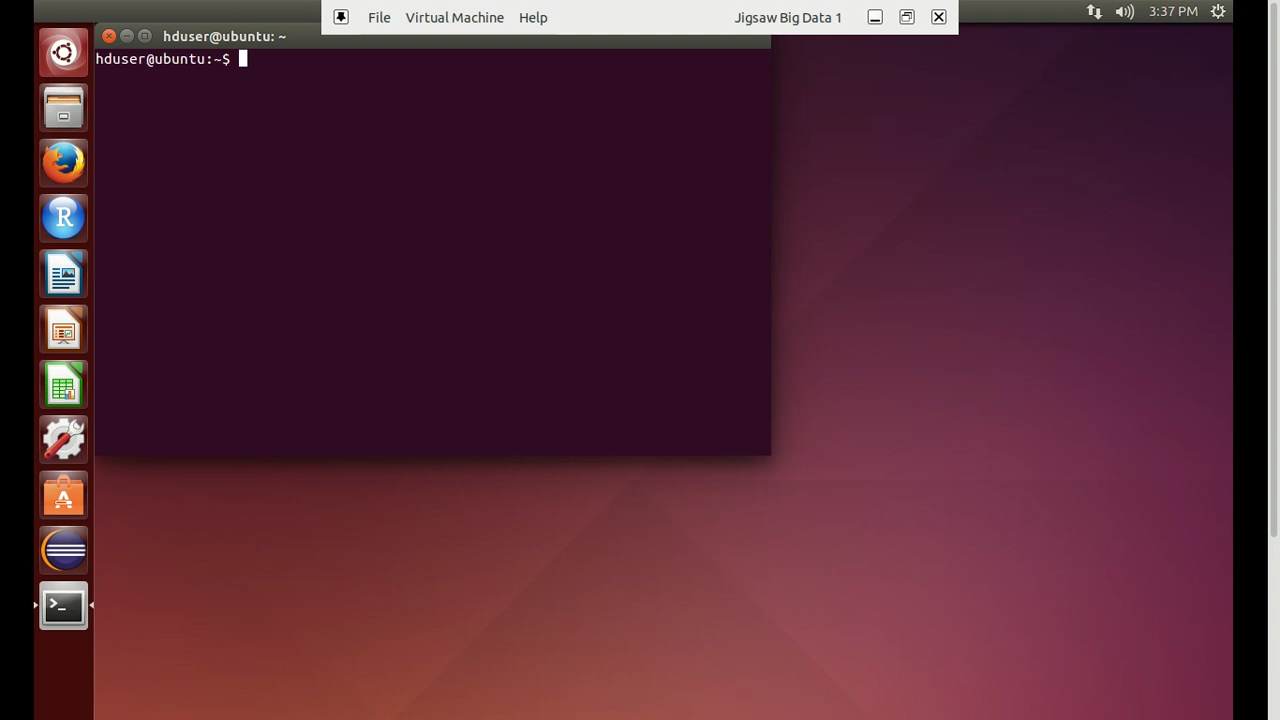 File Virtual Machine Help Jigsaw Big Data 1
3:37 PM
hduser@ubuntu: ~
hduser@ubuntu:~$
R
>_